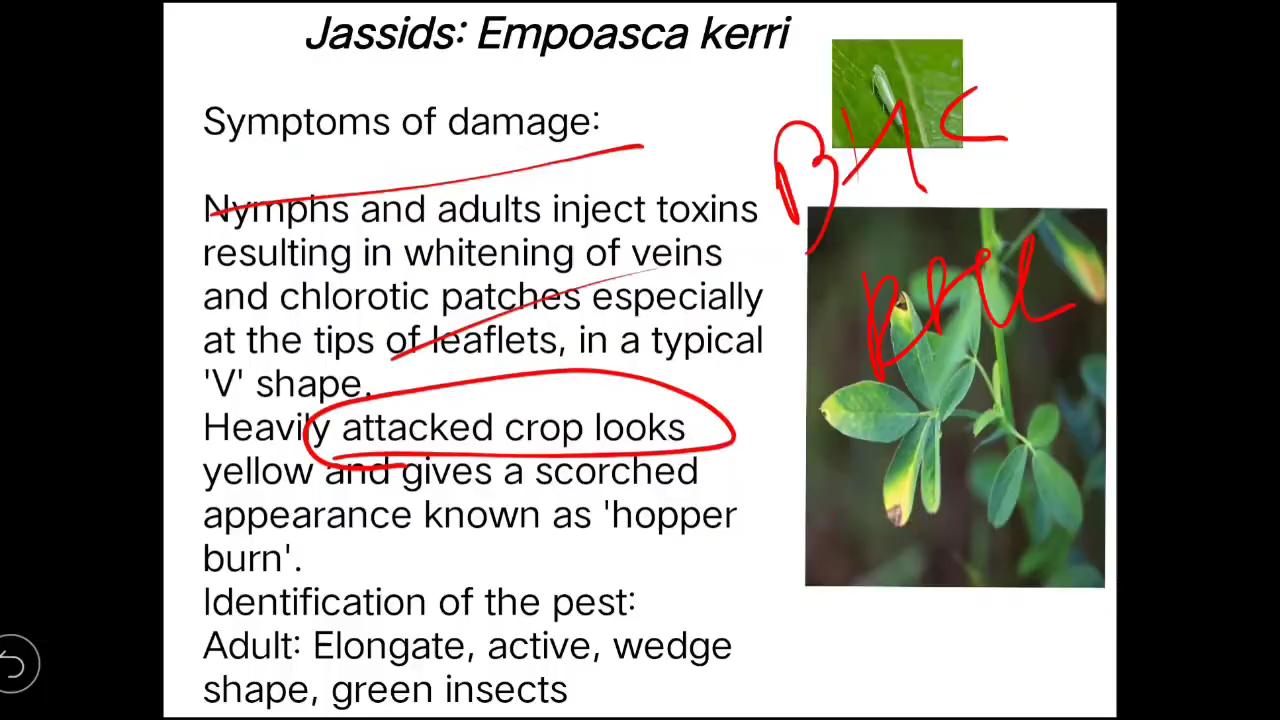 Jassids: Empoasca kerri
Symptoms of damage:
BHC
Nymphs and adults inject toxins
resulting in whitening of veins
and chlorotic patches especially
at the tips of leaflets, in a typical
'V' shape.
Heavily attacked crop looks
yellow and gives a scorched
appearance known as 'hopper
burn'.
Identification of the pest:
Adult: Elongate, active, wedge
shape, green insects